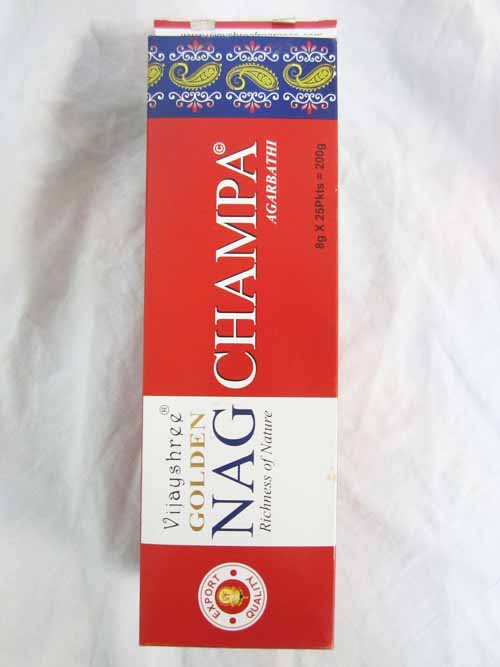 Vijayshree®
GOLDEN
NAG CHAMPA©
AGARBATHI
Richness of Nature
8g X 25Pkts = 200g
EXPORT
QUALITY